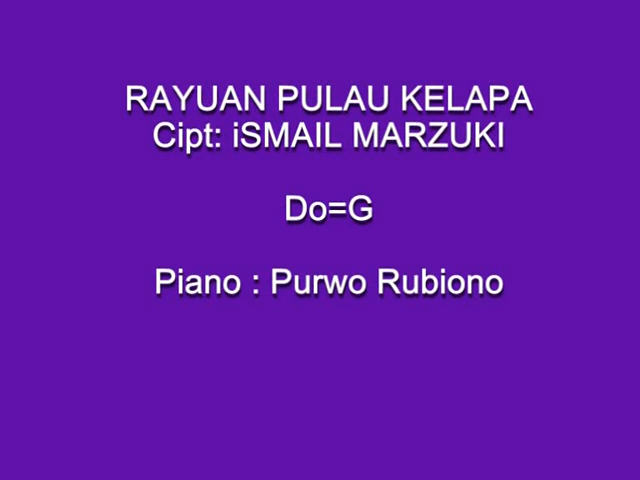 RAYUAN PULAU KELAPA
Cipt: iSMAIL MARZUKI
Do=G
Piano : Purwo Rubiono